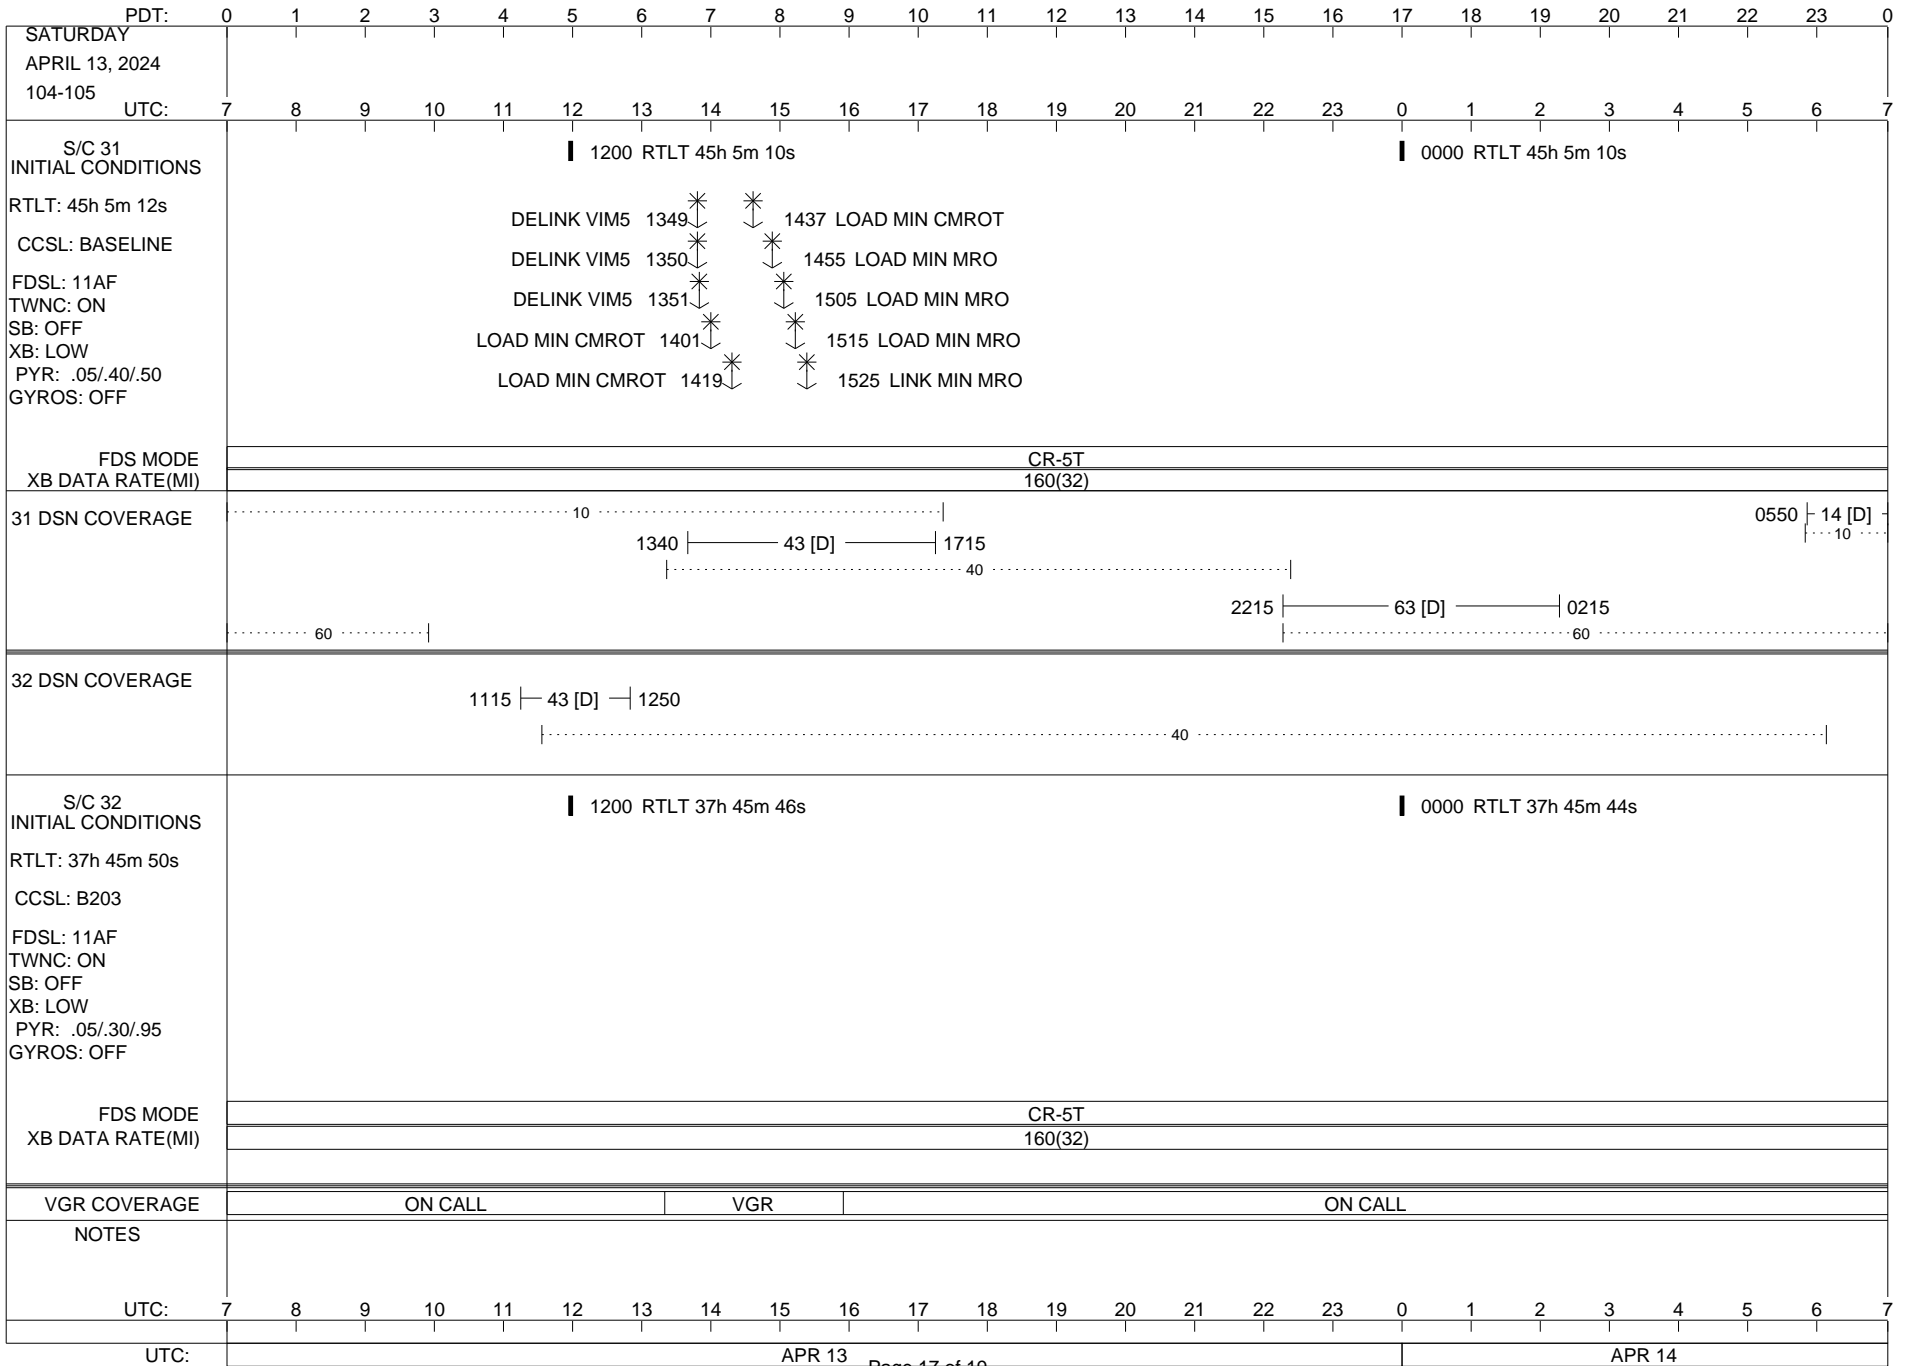 PDT: 0 1 2 3 4 5 6 7 8 9 10 11 12 13 14 15 16 17 18 19 20 21 22 23 0
SATURDAY
APRIL 13, 2024
104-105
UTC: 7 8 9 10 11 12 13 14 15 16 17 18 19 20 21 22 23 0 1 2 3 4 5 6 7
S/C 31
INITIAL CONDITIONS
1200 RTLT 45h 5m 10s
0000 RTLT 45h 5m 10s
RTLT: 45h 5m 12s
CCSL: BASELINE
FDSL: 11AF
TWNC: ON
SB: OFF
XB: LOW
PYR: .05/.40/.50
GYROS: OFF
DELINK VIM5 1349
1437 LOAD MIN CMROT
DELINK VIM5 1350
1455 LOAD MIN MRO
DELINK VIM5 1351
1505 LOAD MIN MRO
LOAD MIN CMROT 1401
1515 LOAD MIN MRO
LOAD MIN CMROT 1419
1525 LINK MIN MRO
FDS MODE CR-5T
XB DATA RATE(MI) 160(32)
31 DSN COVERAGE
10
0550 14 [D]
10
1340 43 [D] 1715
40
2215 63 [D] 0215
60
60
32 DSN COVERAGE
1115 43 [D] 1250
40
S/C 32
INITIAL CONDITIONS
1200 RTLT 37h 45m 46s
0000 RTLT 37h 45m 44s
RTLT: 37h 45m 50s
CCSL: B203
FDSL: 11AF
TWNC: ON
SB: OFF
XB: LOW
PYR: .05/.30/.95
GYROS: OFF
FDS MODE CR-5T
XB DATA RATE(MI) 160(32)
VGR COVERAGE ON CALL VGR ON CALL
NOTES
UTC: 7 8 9 10 11 12 13 14 15 16 17 18 19 20 21 22 23 0 1 2 3 4 5 6 7
UTC: APR 13 APR 14
Page 17 of 19